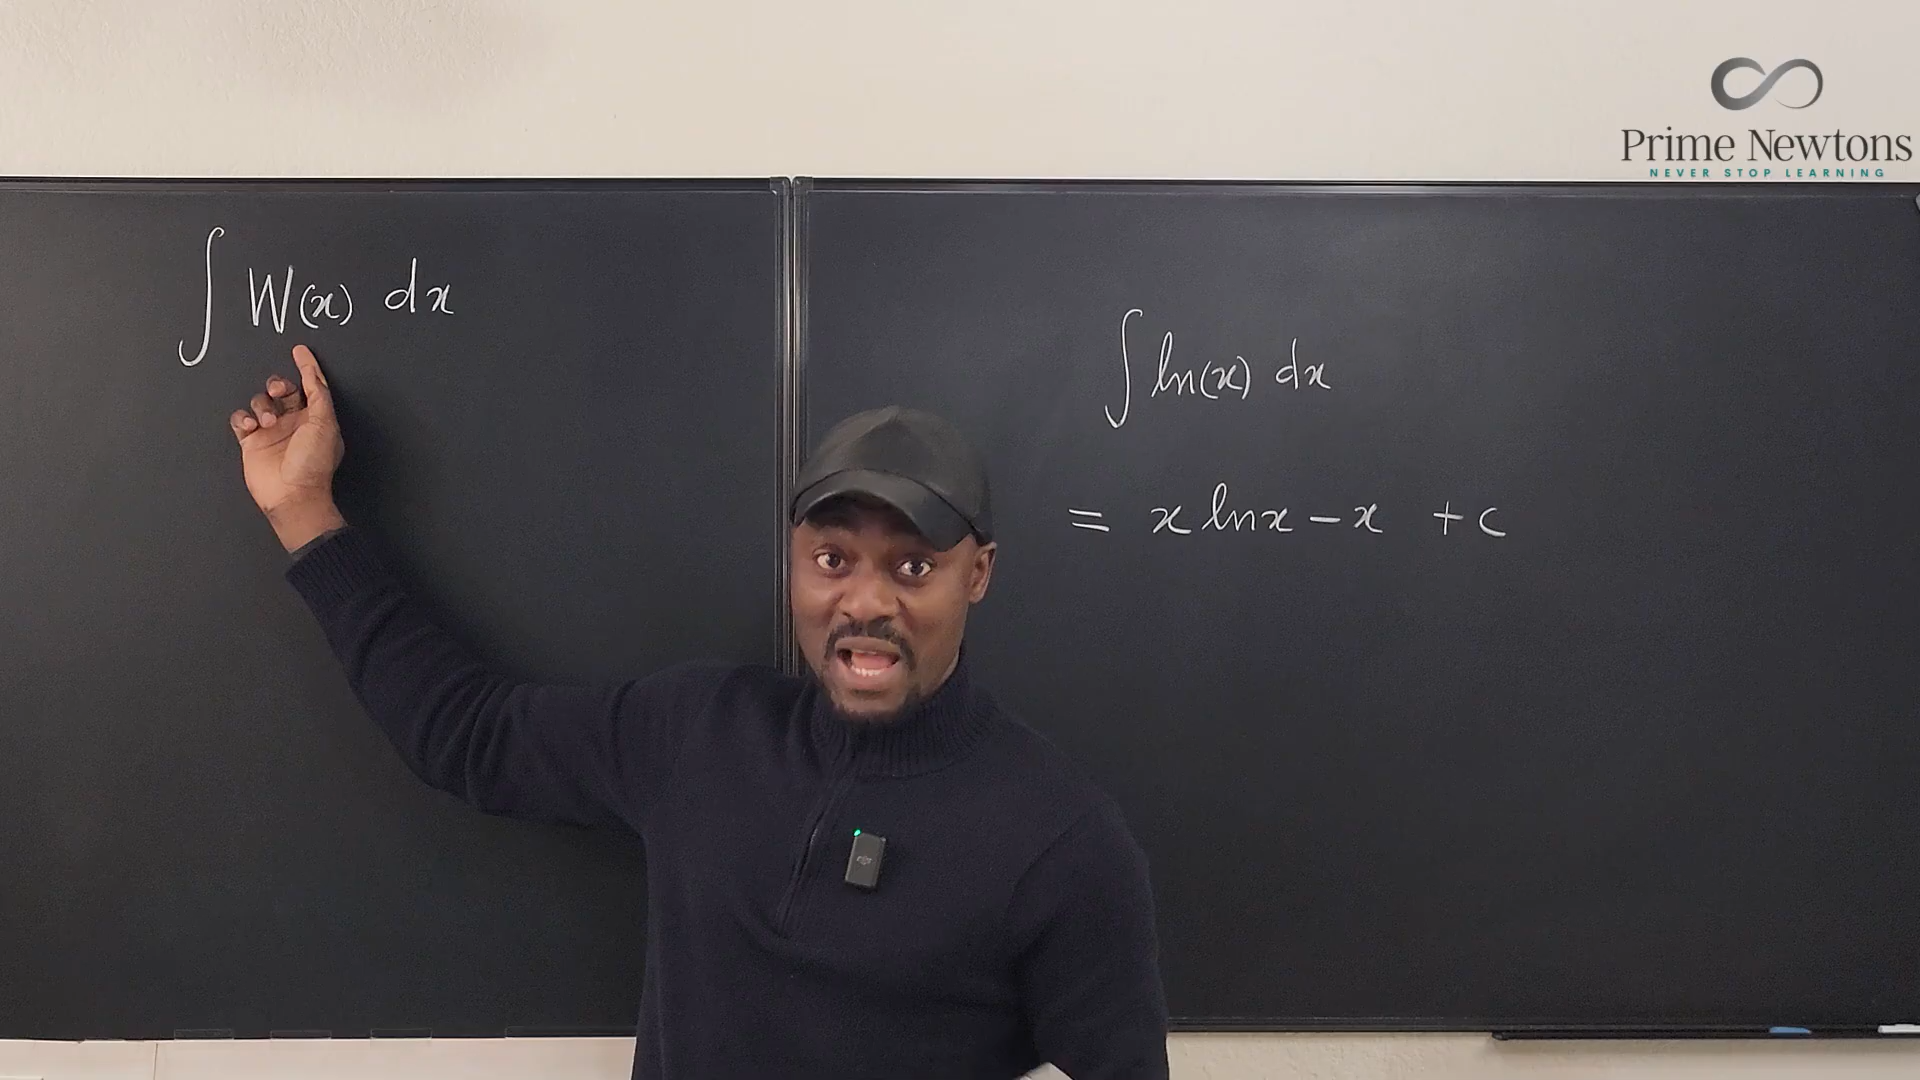 Prime Newtons
NEVER STOP LEARNING
∫ W(x) dx
∫ ln(x) dx
= x ln x − x + c